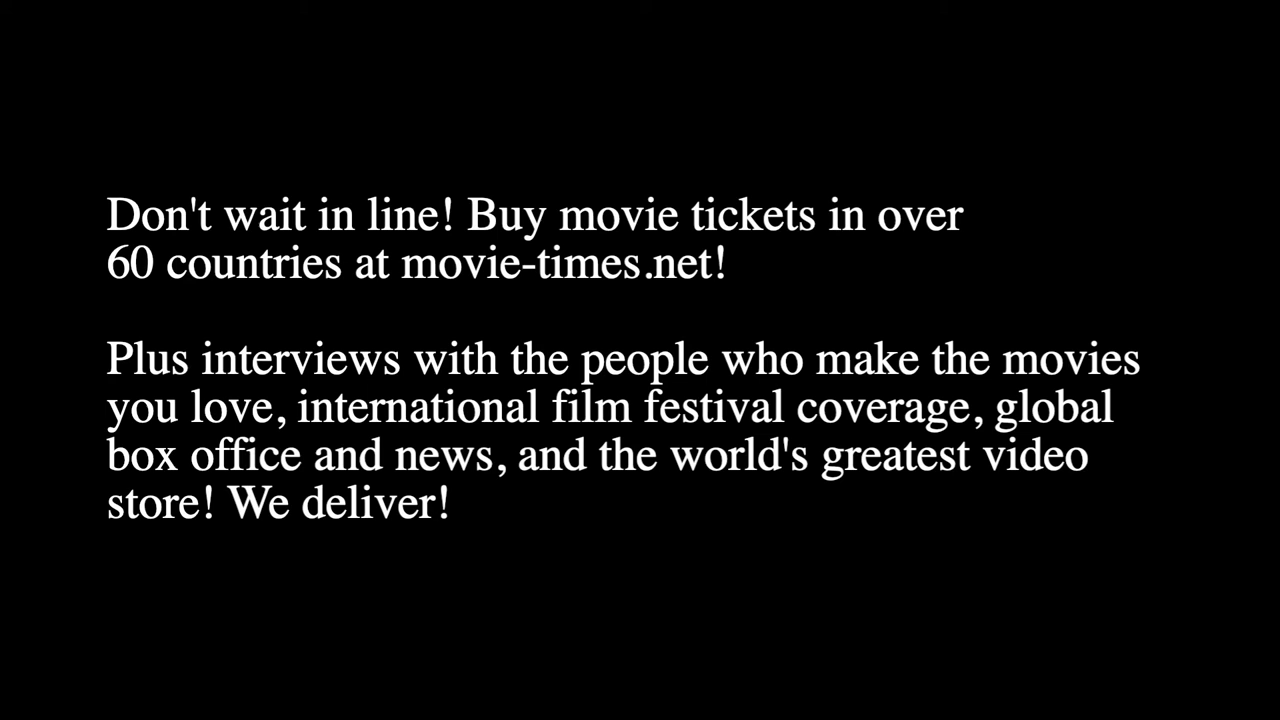 Don't wait in line! Buy movie tickets in over
60 countries at movie-times.net!
Plus interviews with the people who make the movies
you love, international film festival coverage, global
box office and news, and the world's greatest video
store! We deliver!